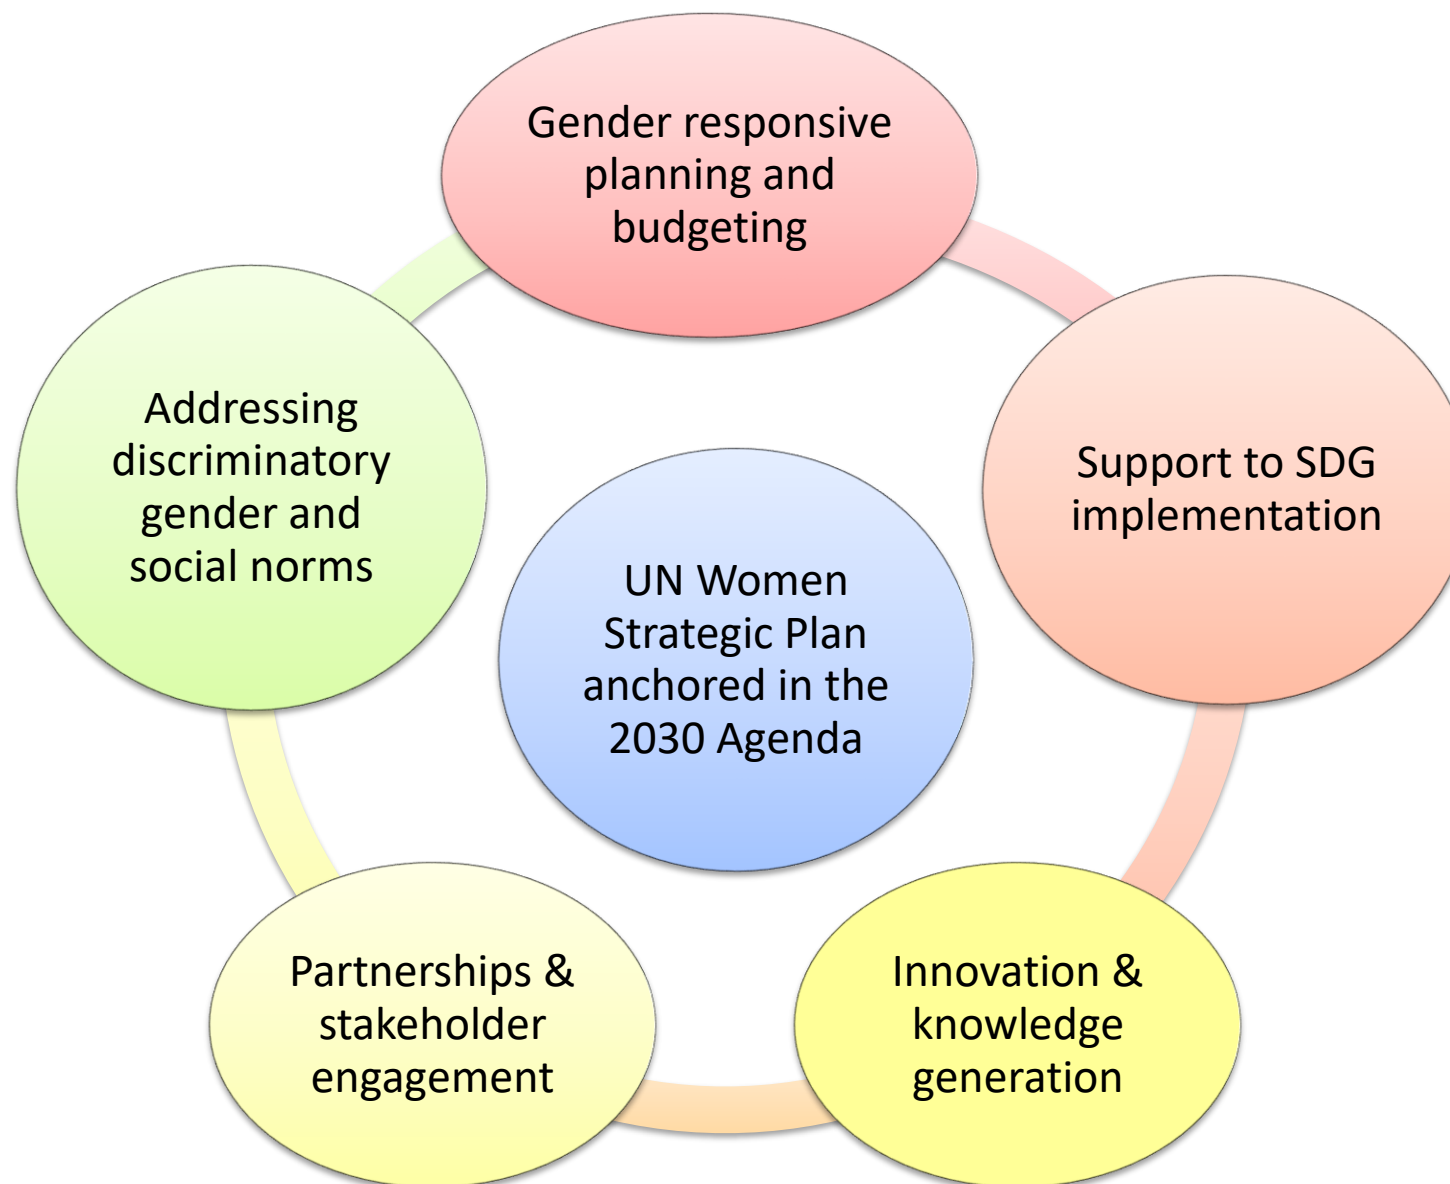 Gender responsive
planning and
budgeting
Support to SDG
implementation
Innovation &
knowledge
generation
Partnerships &
stakeholder
engagement
Addressing
discriminatory
gender and
social norms
UN Women
Strategic Plan
anchored in the
2030 Agenda